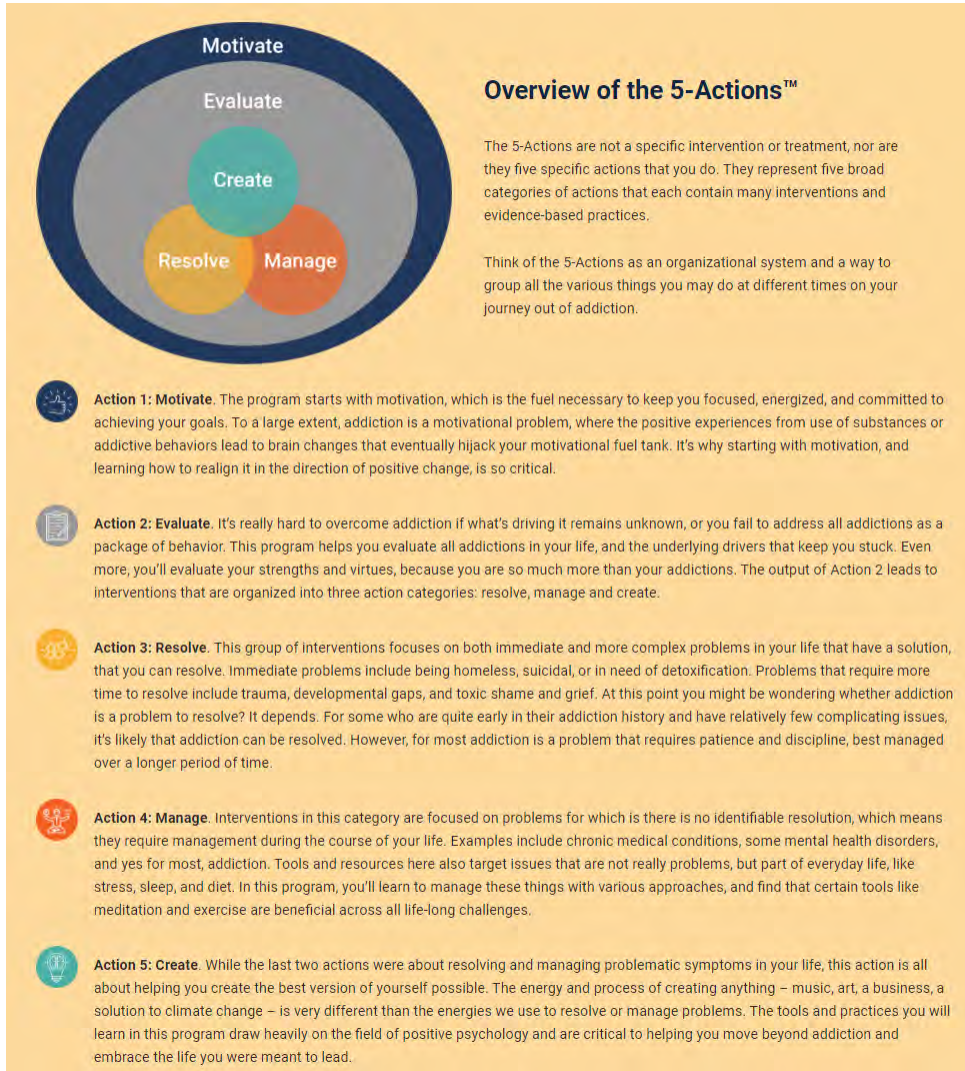 Motivate
Evaluate
Create
Resolve
Manage
Overview of the 5-Actions™
The 5-Actions are not a specific intervention or treatment, nor are
they five specific actions that you do. They represent five broad
categories of actions that each contain many interventions and
evidence-based practices.
Think of the 5-Actions as an organizational system and a way to
group all the various things you may do at different times on your
journey out of addiction.
Action 1: Motivate. The program starts with motivation, which is the fuel necessary to keep you focused, energized, and committed to
achieving your goals. To a large extent, addiction is a motivational problem, where the positive experiences from use of substances or
addictive behaviors lead to brain changes that eventually hijack your motivational fuel tank. It's why starting with motivation, and
learning how to realign it in the direction of positive change, is so critical.
Action 2: Evaluate. It's really hard to overcome addiction if what's driving it remains unknown, or you fail to address all addictions as a
package of behavior. This program helps you evaluate all addictions in your life, and the underlying drivers that keep you stuck. Even
more, you'll evaluate your strengths and virtues, because you are so much more than your addictions. The output of Action 2 leads to
interventions that are organized into three action categories: resolve, manage and create.
Action 3: Resolve. This group of interventions focuses on both immediate and more complex problems in your life that have a solution,
that you can resolve. Immediate problems include being homeless, suicidal, or in need of detoxification. Problems that require more
time to resolve include trauma, developmental gaps, and toxic shame and grief. At this point you might be wondering whether addiction
is a problem to resolve? It depends. For some who are quite early in their addiction history and have relatively few complicating issues,
it's likely that addiction can be resolved. However, for most addiction is a problem that requires patience and discipline, best managed
over a longer period of time.
Action 4: Manage. Interventions in this category are focused on problems for which is there is no identifiable resolution, which means
they require management during the course of your life. Examples include chronic medical conditions, some mental health disorders,
and yes for most, addiction. Tools and resources here also target issues that are not really problems, but part of everyday life, like
stress, sleep, and diet. In this program, you'll learn to manage these things with various approaches, and find that certain tools like
meditation and exercise are beneficial across all life-long challenges.
Action 5: Create. While the last two actions were about resolving and managing problematic symptoms in your life, this action is all
about helping you create the best version of yourself possible. The energy and process of creating anything – music, art, a business, a
solution to climate change – is very different than the energies we use to resolve or manage problems. The tools and practices you will
learn in this program draw heavily on the field of positive psychology and are critical to helping you move beyond addiction and
embrace the life you were meant to lead.